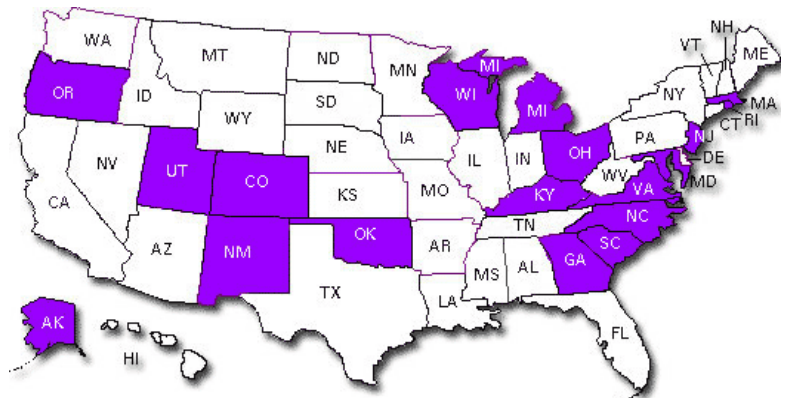 WA
MT
ND
MN
MI
VT
NH
ME
OR
ID
SD
WI
MI
NY
MA
RI
CT
WY
IA
PA
NJ
DE
MD
NV
UT
CO
NE
IL
IN
OH
WV
VA
CA
KS
MO
KY
NC
AZ
NM
OK
AR
TN
SC
GA
TX
LA
MS
AL
FL
AK
HI